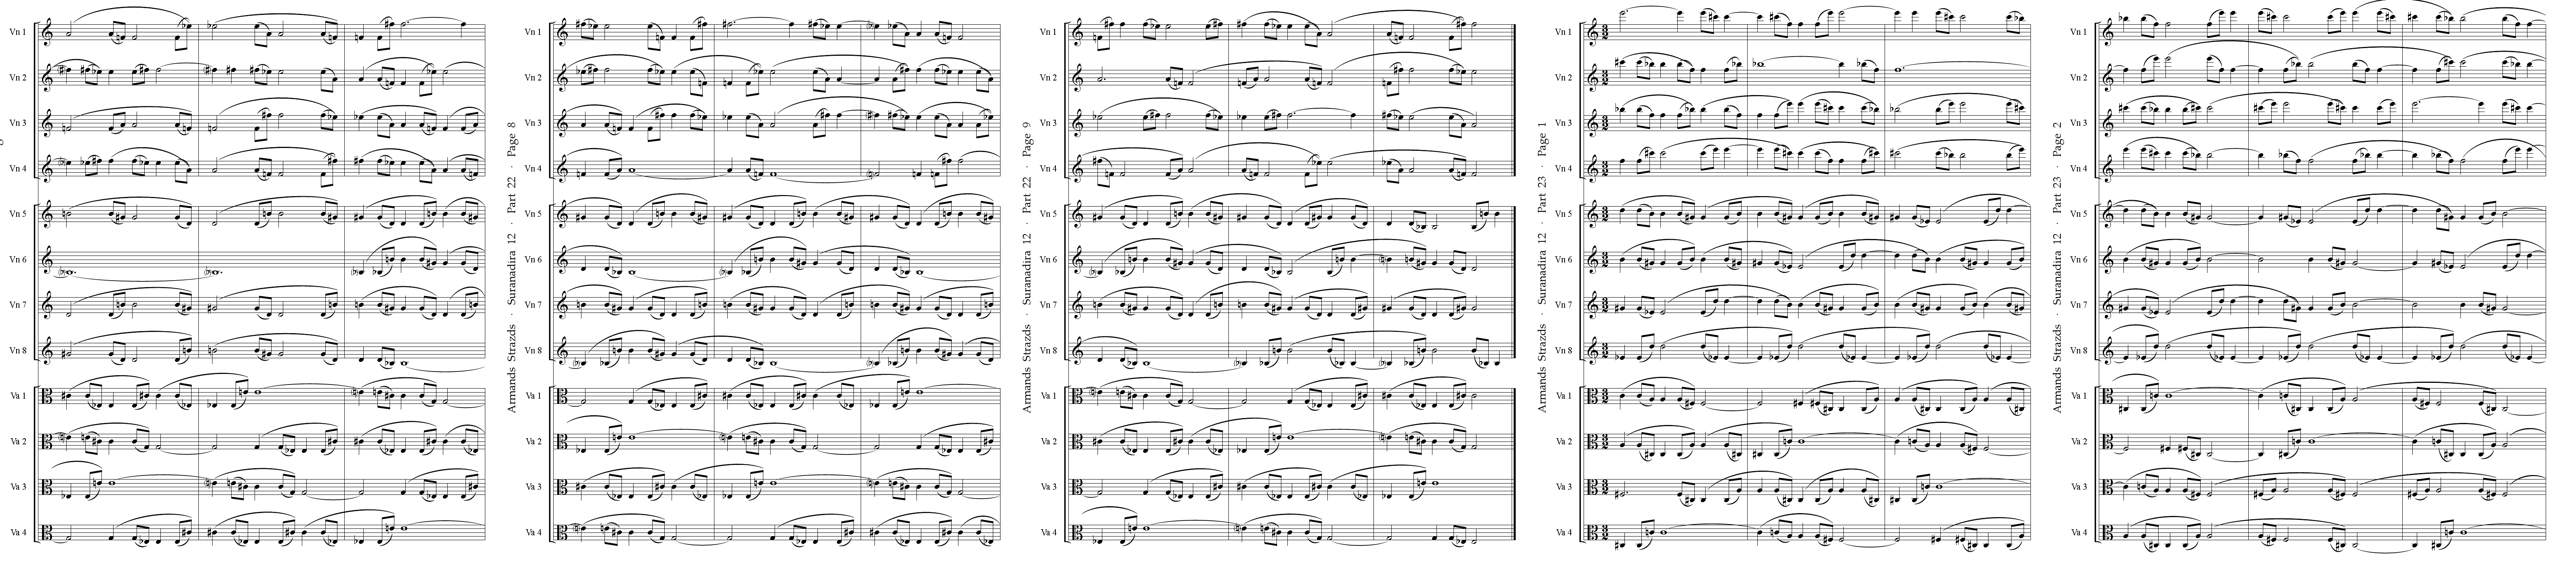 Vn 1
Vn 2
Vn 3
Vn 4
Vn 5
Vn 6
Vn 7
Vn 8
Va 1
Va 2
Va 3
Va 4
Armands Strazds · Suranadira 12 · Part 22 · Page 8
Vn 1
Vn 2
Vn 3
Vn 4
Vn 5
Vn 6
Vn 7
Vn 8
Va 1
Va 2
Va 3
Va 4
Armands Strazds · Suranadira 12 · Part 22 · Page 9
Vn 1
Vn 2
Vn 3
Vn 4
Vn 5
Vn 6
Vn 7
Vn 8
Va 1
Va 2
Va 3
Va 4
Armands Strazds · Suranadira 12 · Part 23 · Page 1
Vn 1
Vn 2
Vn 3
Vn 4
Vn 5
Vn 6
Vn 7
Vn 8
Va 1
Va 2
Va 3
Va 4
Armands Strazds · Suranadira 12 · Part 23 · Page 2
Vn 1
Vn 2
Vn 3
Vn 4
Vn 5
Vn 6
Vn 7
Vn 8
Va 1
Va 2
Va 3
Va 4